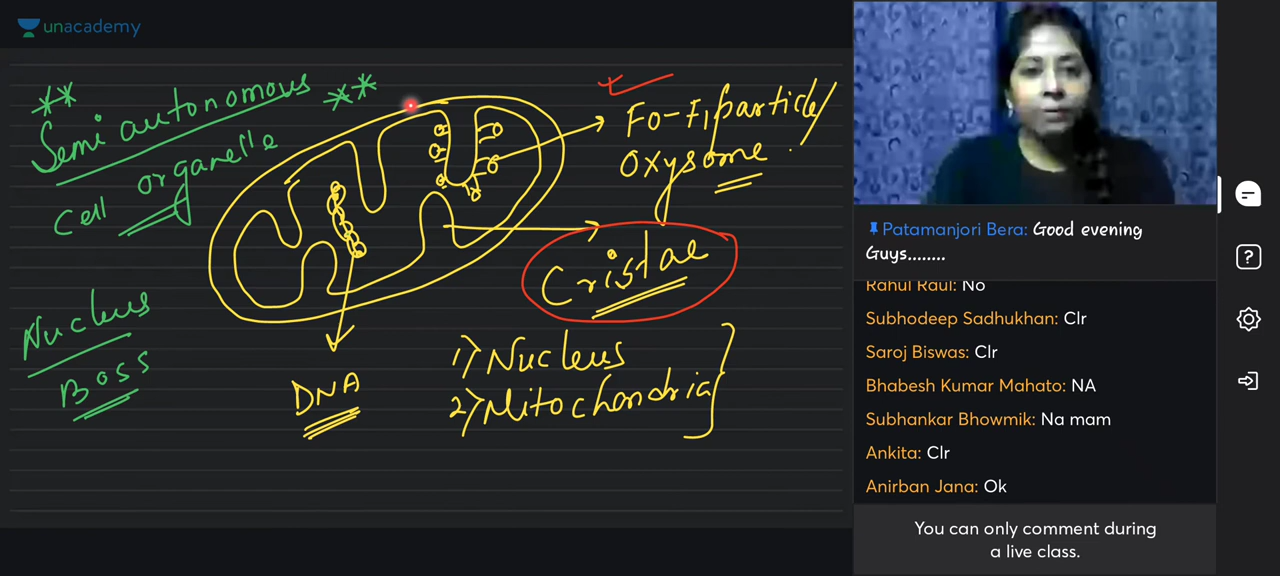 unacademy
** Semi autonomous **
Cell organelle
Nucleus
Boss
F0-F1 particle/
Oxysome.
Cristae
DNA
1) Nucleus
2) Mitochondria
Patamanjori Bera: Good evening
Guys........
Rahul Raul: No
Subhodeep Sadhukhan: Clr
Saroj Biswas: Clr
Bhabesh Kumar Mahato: NA
Subhankar Bhowmik: Na mam
Ankita: Clr
Anirban Jana: Ok
You can only comment during
a live class.